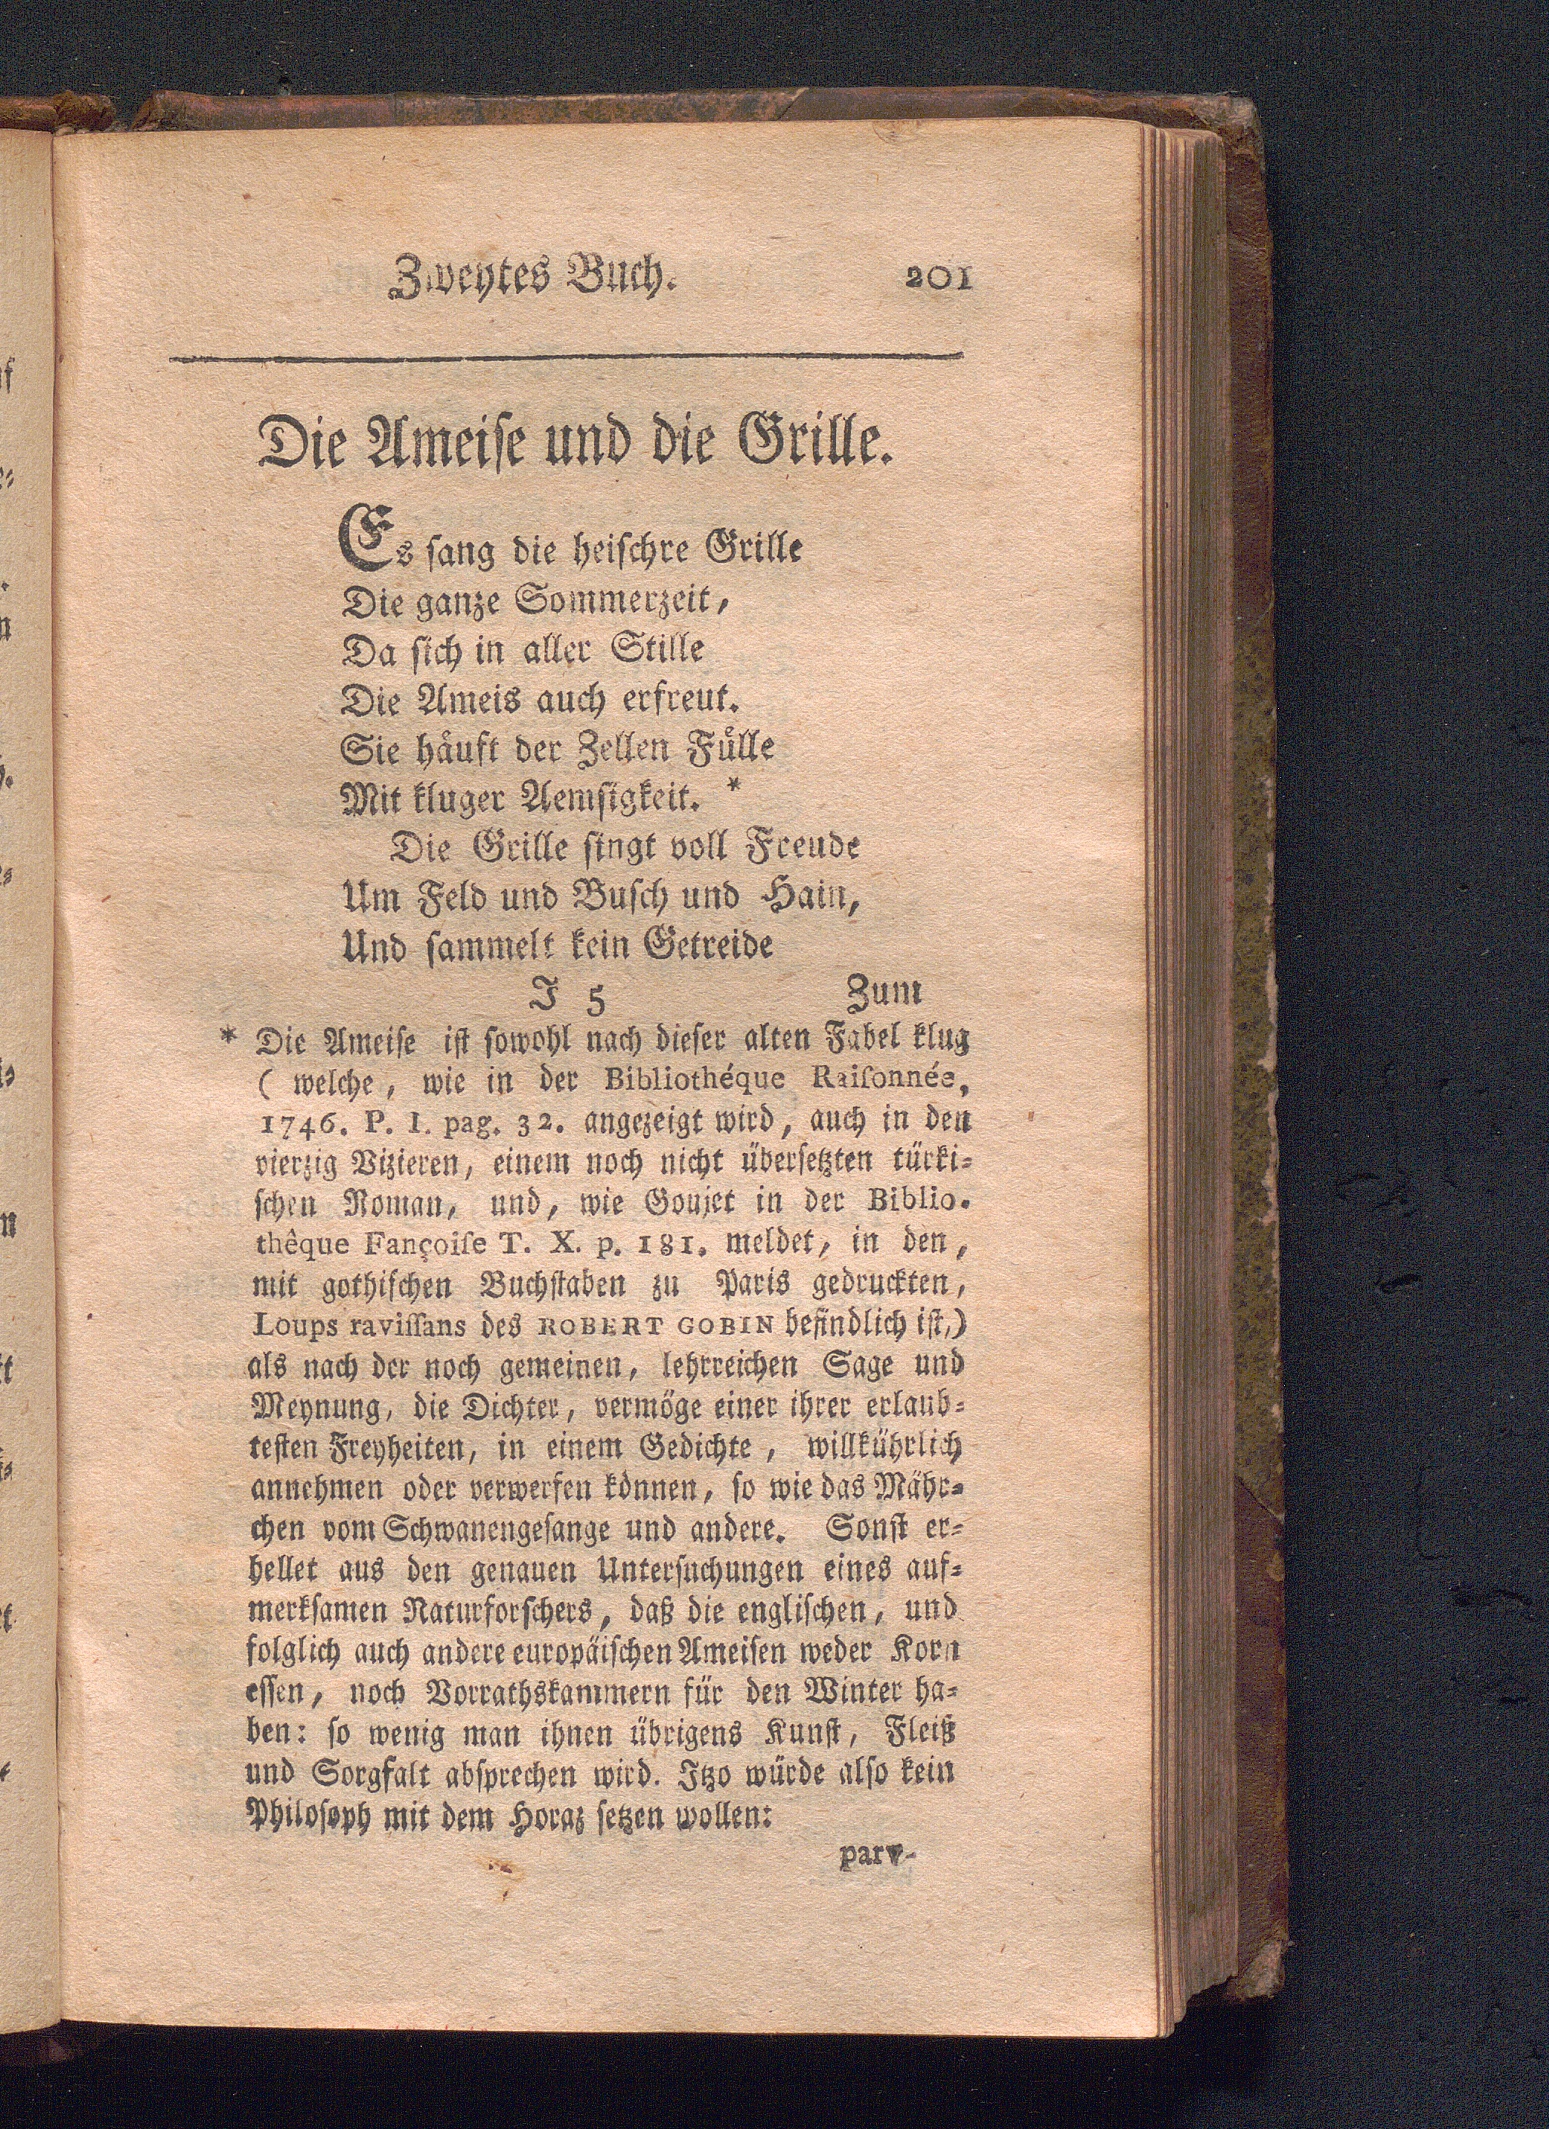 Zweytes Buch. 201
Die Ameiſe und die Grille.
Es ſang die heiſchre Grille
Die ganze Sommerzeit,
Da ſich in aller Stille
Die Ameis auch erfreut.
Sie haͤuft der Zellen Fuͤlle
Mit kluger Aemſigkeit. *
Die Grille ſingt voll Freude
Um Feld und Buſch und Hain,
Und ſammelt kein Getreide
J 5 Zum
* Die Ameiſe iſt ſowohl nach dieſer alten Fabel klug
( welche, wie in der Bibliothéque Raiſonnée,
1746. P. I. pag. 32. angezeigt wird, auch in den
vierzig Vizieren, einem noch nicht überſetzten türki⸗
ſchen Roman, und, wie Goujet in der Biblio.
thêque Fançoiſe T. X. p. 181. meldet, in den,
mit gothiſchen Buchſtaben zu Paris gedruckten,
Loups raviſſans des ROBERT GOBIN befindlich iſt,)
als nach der noch gemeinen, lehrreichen Sage und
Meynung, die Dichter, vermöge einer ihrer erlaub⸗
teſten Freyheiten, in einem Gedichte, willkührlich
annehmen oder verwerfen können, ſo wie das Mähr⸗
chen vom Schwanengeſange und andere. Sonſt er⸗
hellet aus den genauen Unterſuchungen eines auf⸗
merkſamen Naturforſchers, daß die engliſchen, und
folglich auch andere europäiſchen Ameiſen weder Korn
eſſen, noch Vorrathskammern für den Winter ha⸗
ben: ſo wenig man ihnen übrigens Kunſt, Fleiß
und Sorgfalt abſprechen wird. Itzo würde alſo kein
Philoſoph mit dem Horaz ſetzen wollen:
parv-